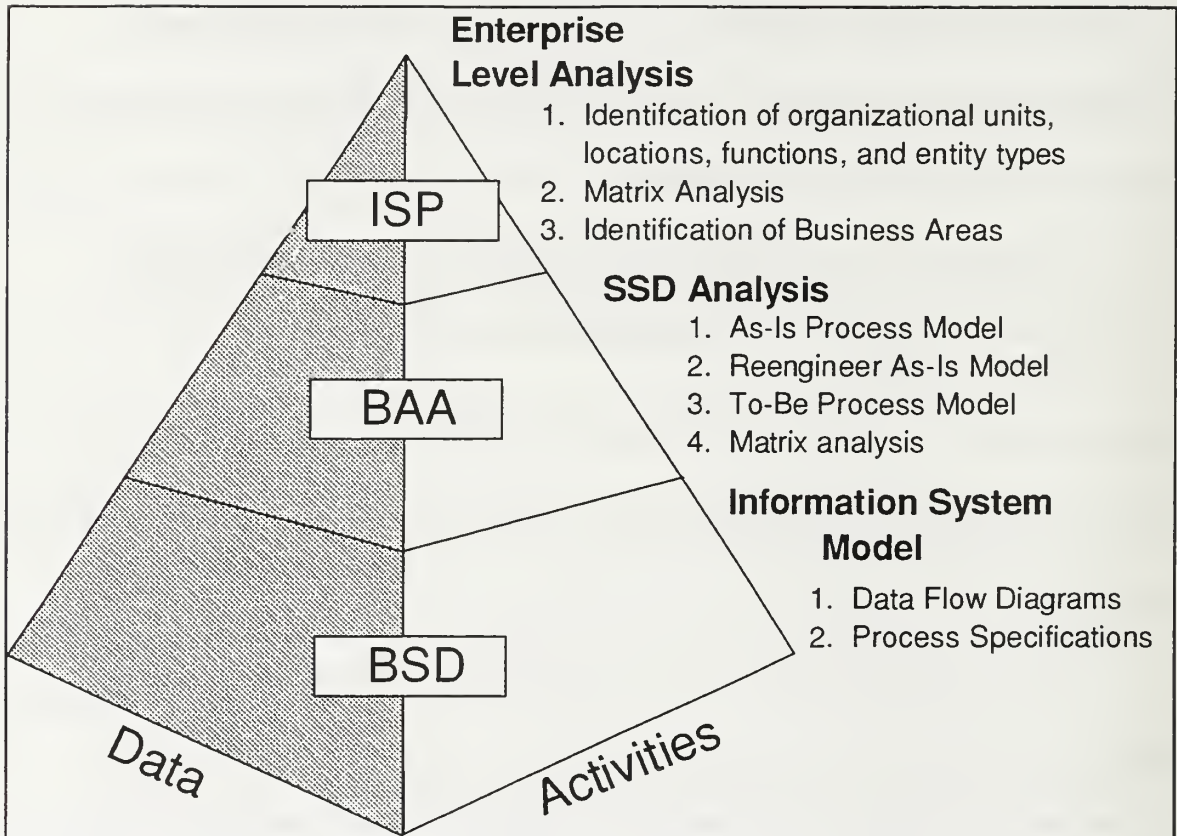 Enterprise
Level Analysis
1. Identifcation of organizational units,
locations, functions, and entity types
2. Matrix Analysis
3. Identification of Business Areas
ISP
SSD Analysis
1. As-Is Process Model
2. Reengineer As-Is Model
3. To-Be Process Model
4. Matrix analysis
BAA
Information System
Model
1. Data Flow Diagrams
2. Process Specifications
BSD
Data
Activities